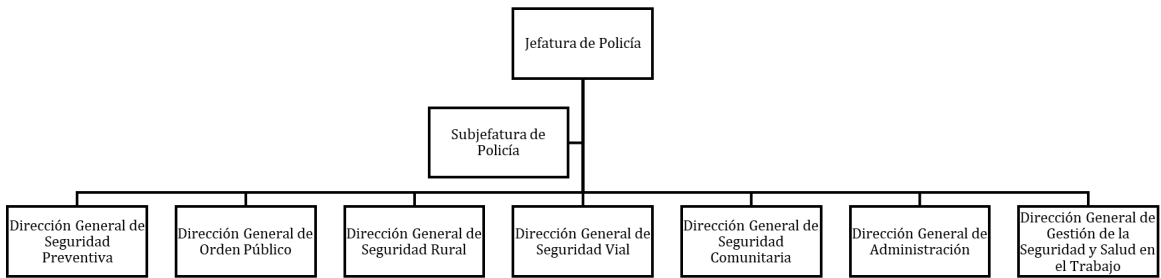 Jefatura de Policía
Subjefatura de
Policía
Dirección General de
Seguridad
Preventiva
Dirección General de
Orden Público
Dirección General de
Seguridad Rural
Dirección General de
Seguridad Vial
Dirección General de
Seguridad
Comunitaria
Dirección General de
Administración
Dirección General de
Gestión de la
Seguridad y Salud en
el Trabajo